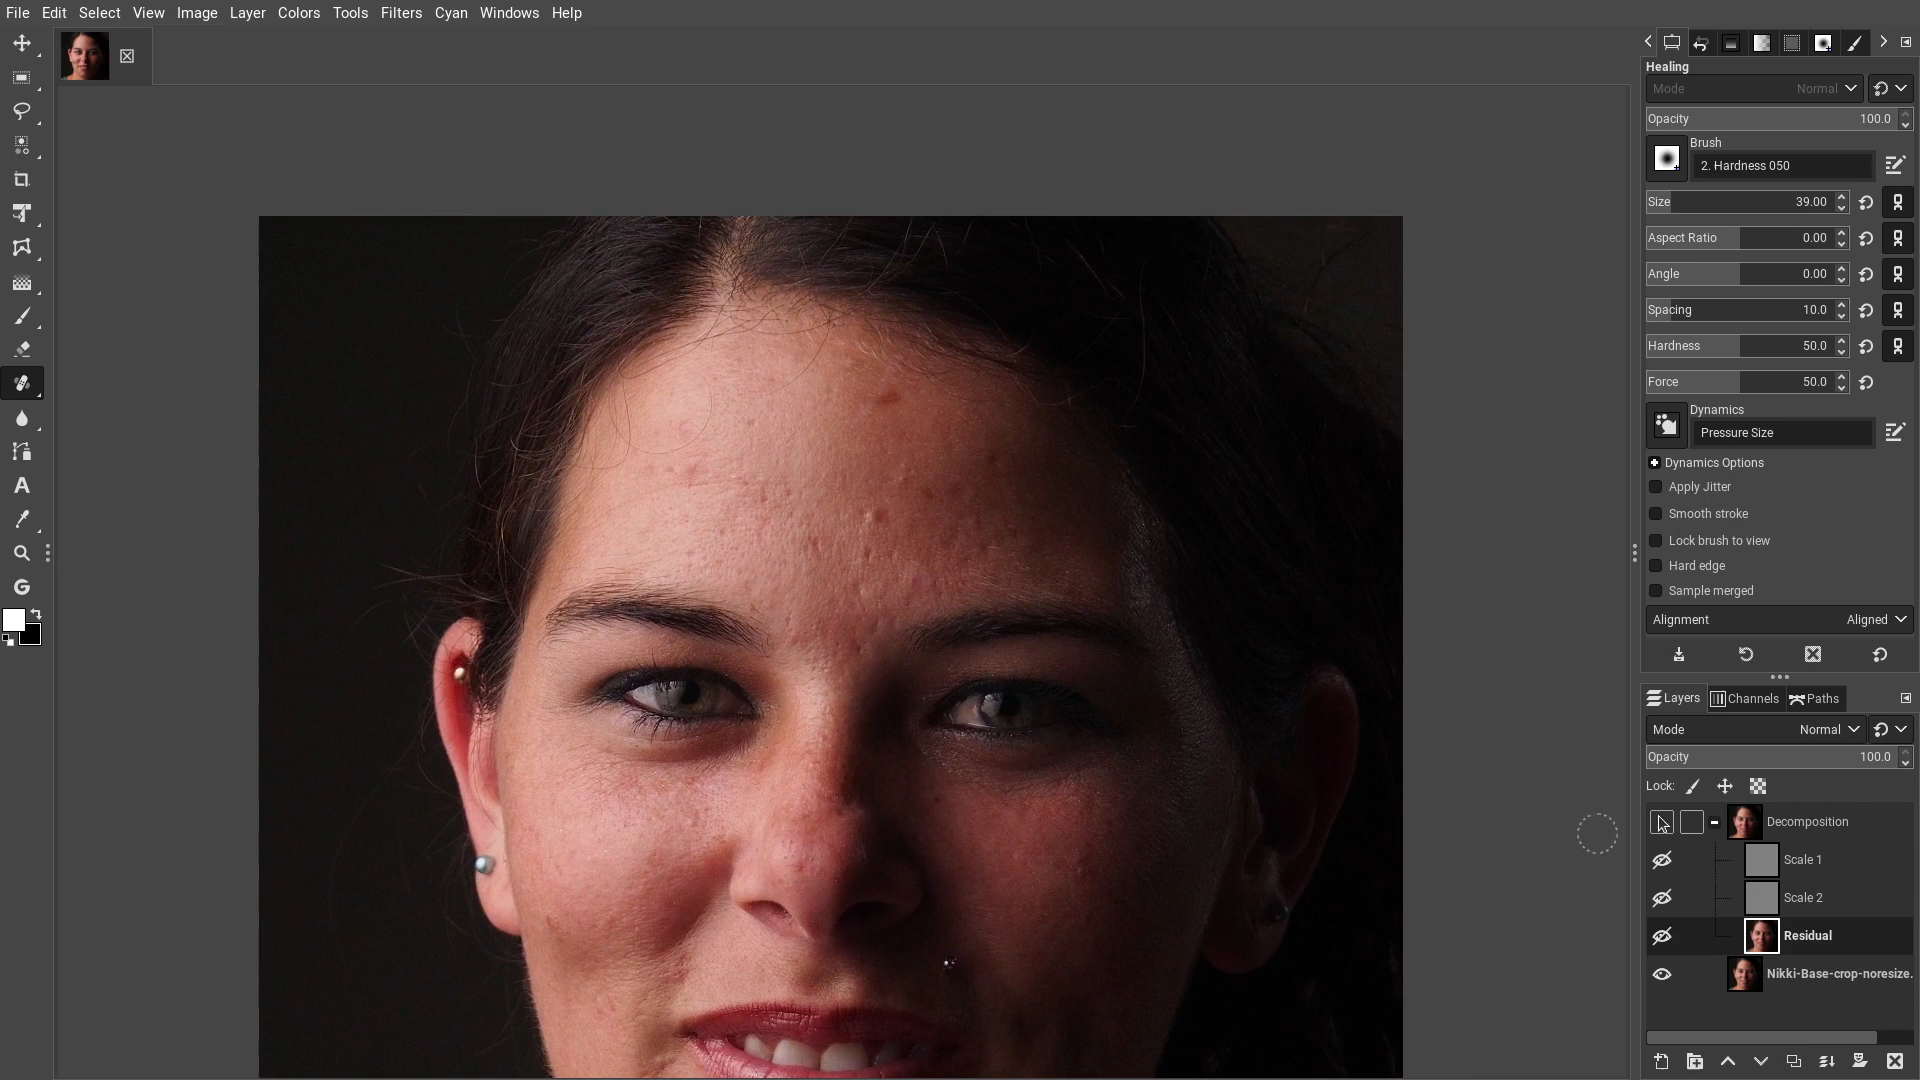 File Edit Select View Image Layer Colors Tools Filters Cyan Windows Help
Healing
Mode Normal
Opacity 100.0
Brush
2. Hardness 050
Size 39.00
Aspect Ratio 0.00
Angle 0.00
Spacing 10.0
Hardness 50.0
Force 50.0
Dynamics
Pressure Size
Dynamics Options
Apply Jitter
Smooth stroke
Lock brush to view
Hard edge
Sample merged
Alignment Aligned
Layers Channels Paths
Mode Normal
Opacity 100.0
Lock:
Decomposition
Scale 1
Scale 2
Residual
Nikki-Base-crop-noresize.